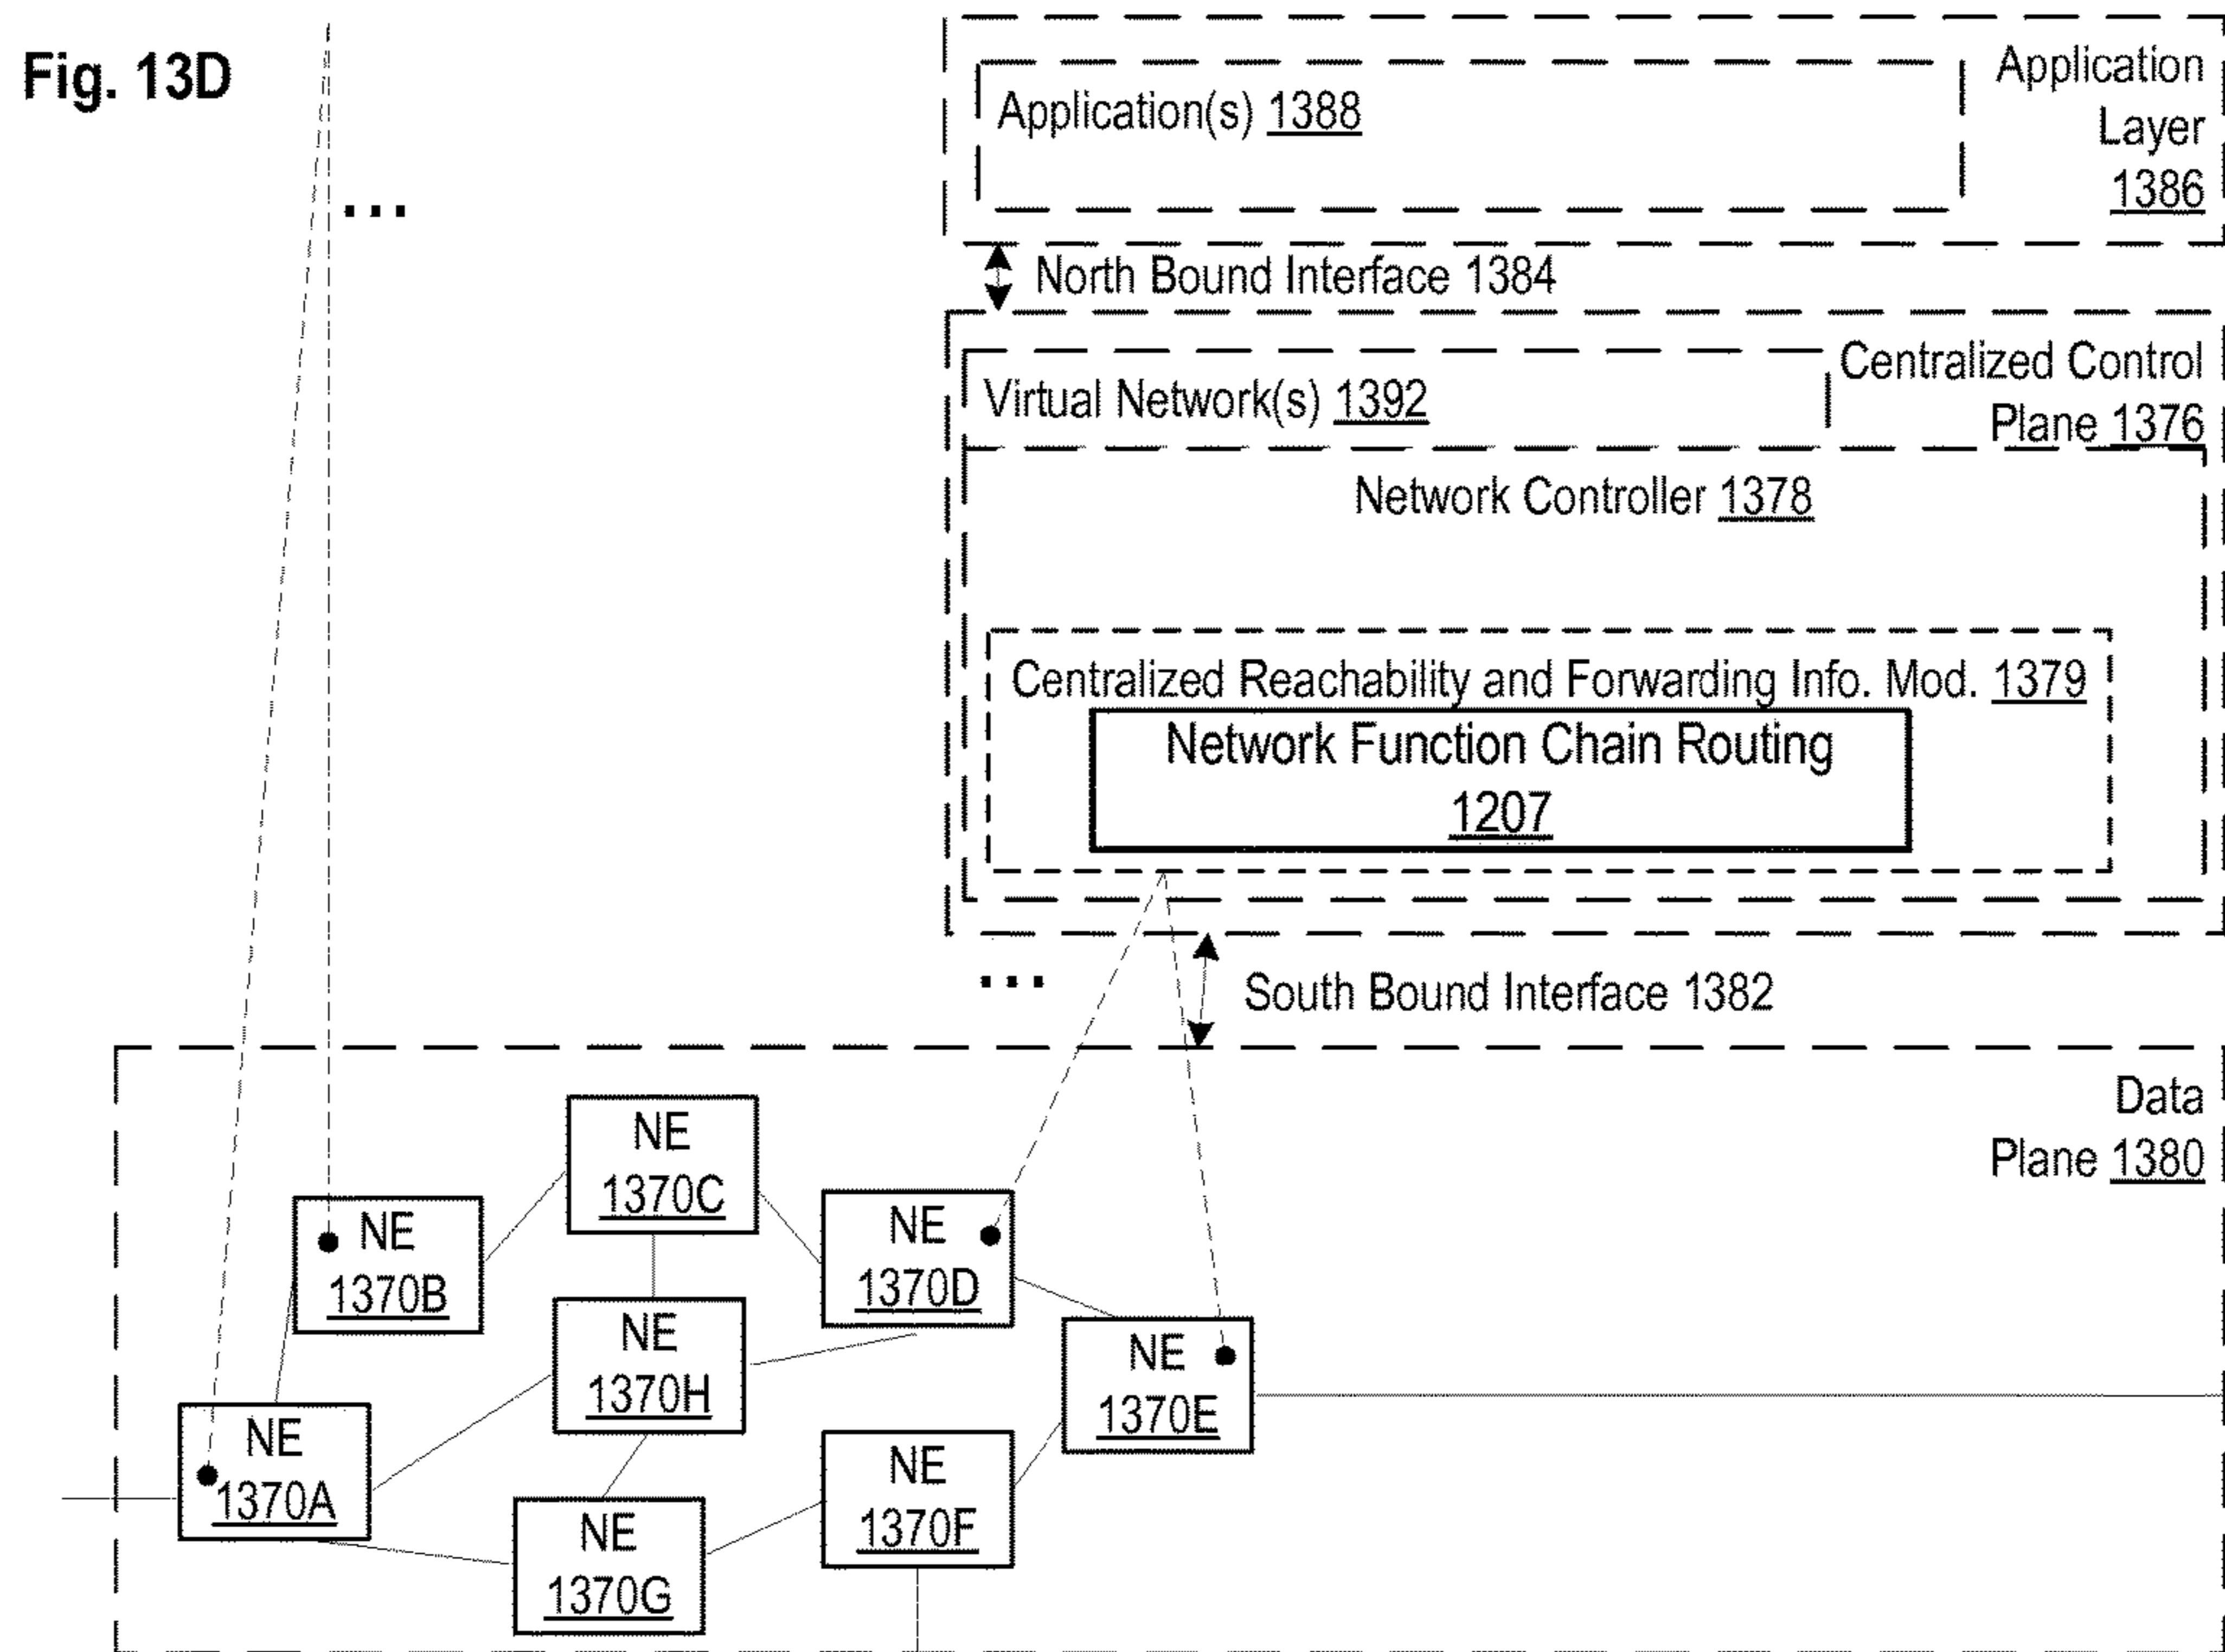 Fig. 13D
...
Application(s) 1388
Application
Layer
1386
North Bound Interface 1384
Virtual Network(s) 1392
Centralized Control
Plane 1376
Network Controller 1378
Centralized Reachability and Forwarding Info. Mod. 1379
Network Function Chain Routing
1207
...
South Bound Interface 1382
Data
Plane 1380
NE
1370C
NE
1370B
NE
1370D
NE
1370H
NE
1370E
NE
1370A
NE
1370F
NE
1370G